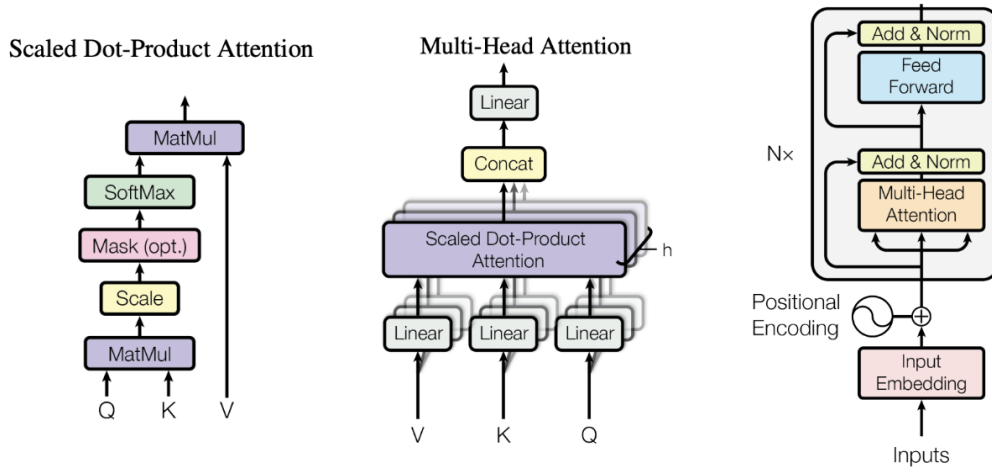 Scaled Dot-Product Attention
MatMul
SoftMax
Mask (opt.)
Scale
MatMul
Q K V
Multi-Head Attention
Linear
Concat
Scaled Dot-Product
Attention
h
Linear Linear Linear
V K Q
Add & Norm
Feed
Forward
N×
Add & Norm
Multi-Head
Attention
Positional
Encoding
Input
Embedding
Inputs